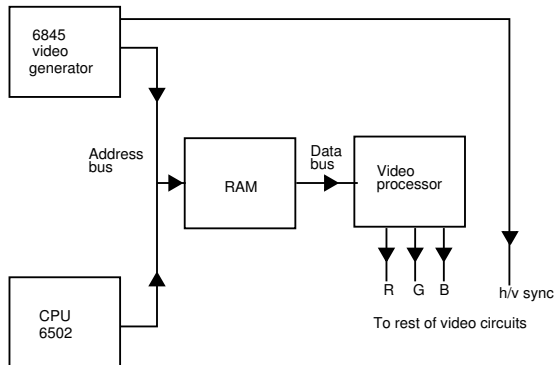 6845
video
generator
Address
bus
RAM
Data
bus
Video
processor
CPU
6502
R G B
h/v sync
To rest of video circuits